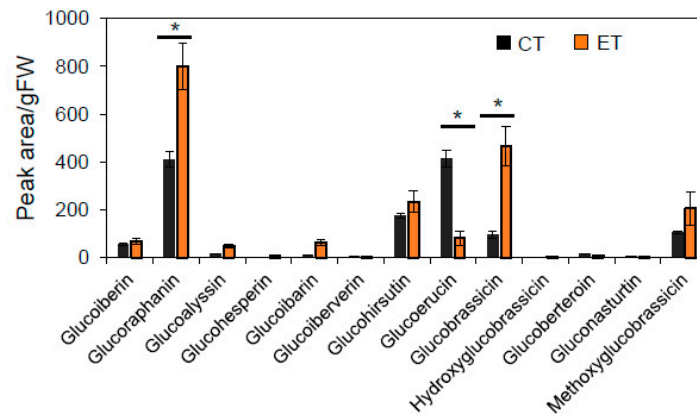 1000
800
600
400
200
0
Peak area/gFW
*
*
*
CT
ET
Glucoiberin
Glucoraphanin
Glucoalyssin
Glucohesperin
Glucoibarin
Glucoiberverin
Glucohirsutin
Glucoerucin
Glucobrassicin
Hydroxyglucobrassicin
Glucoberteroin
Gluconasturtin
Methoxyglucobrassicin